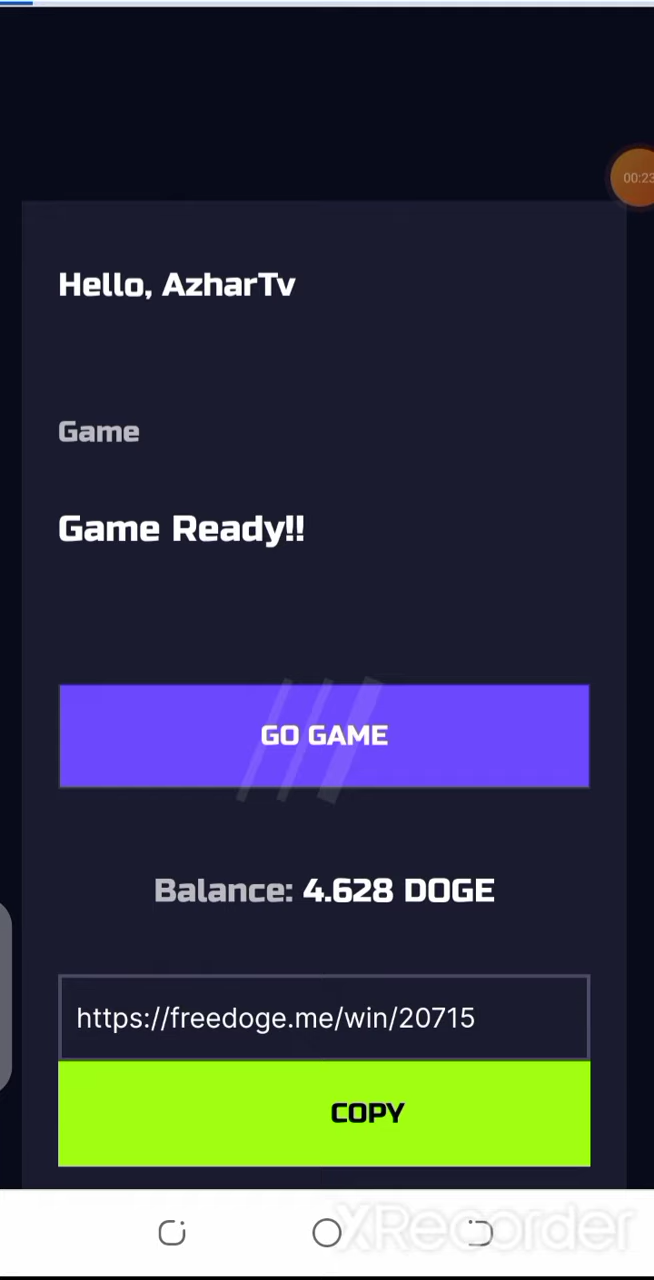 00:23
Hello, AzharTv
Game
Game Ready!!
GO GAME
Balance: 4.628 DOGE
https://freedoge.me/win/20715
COPY
XRecorder